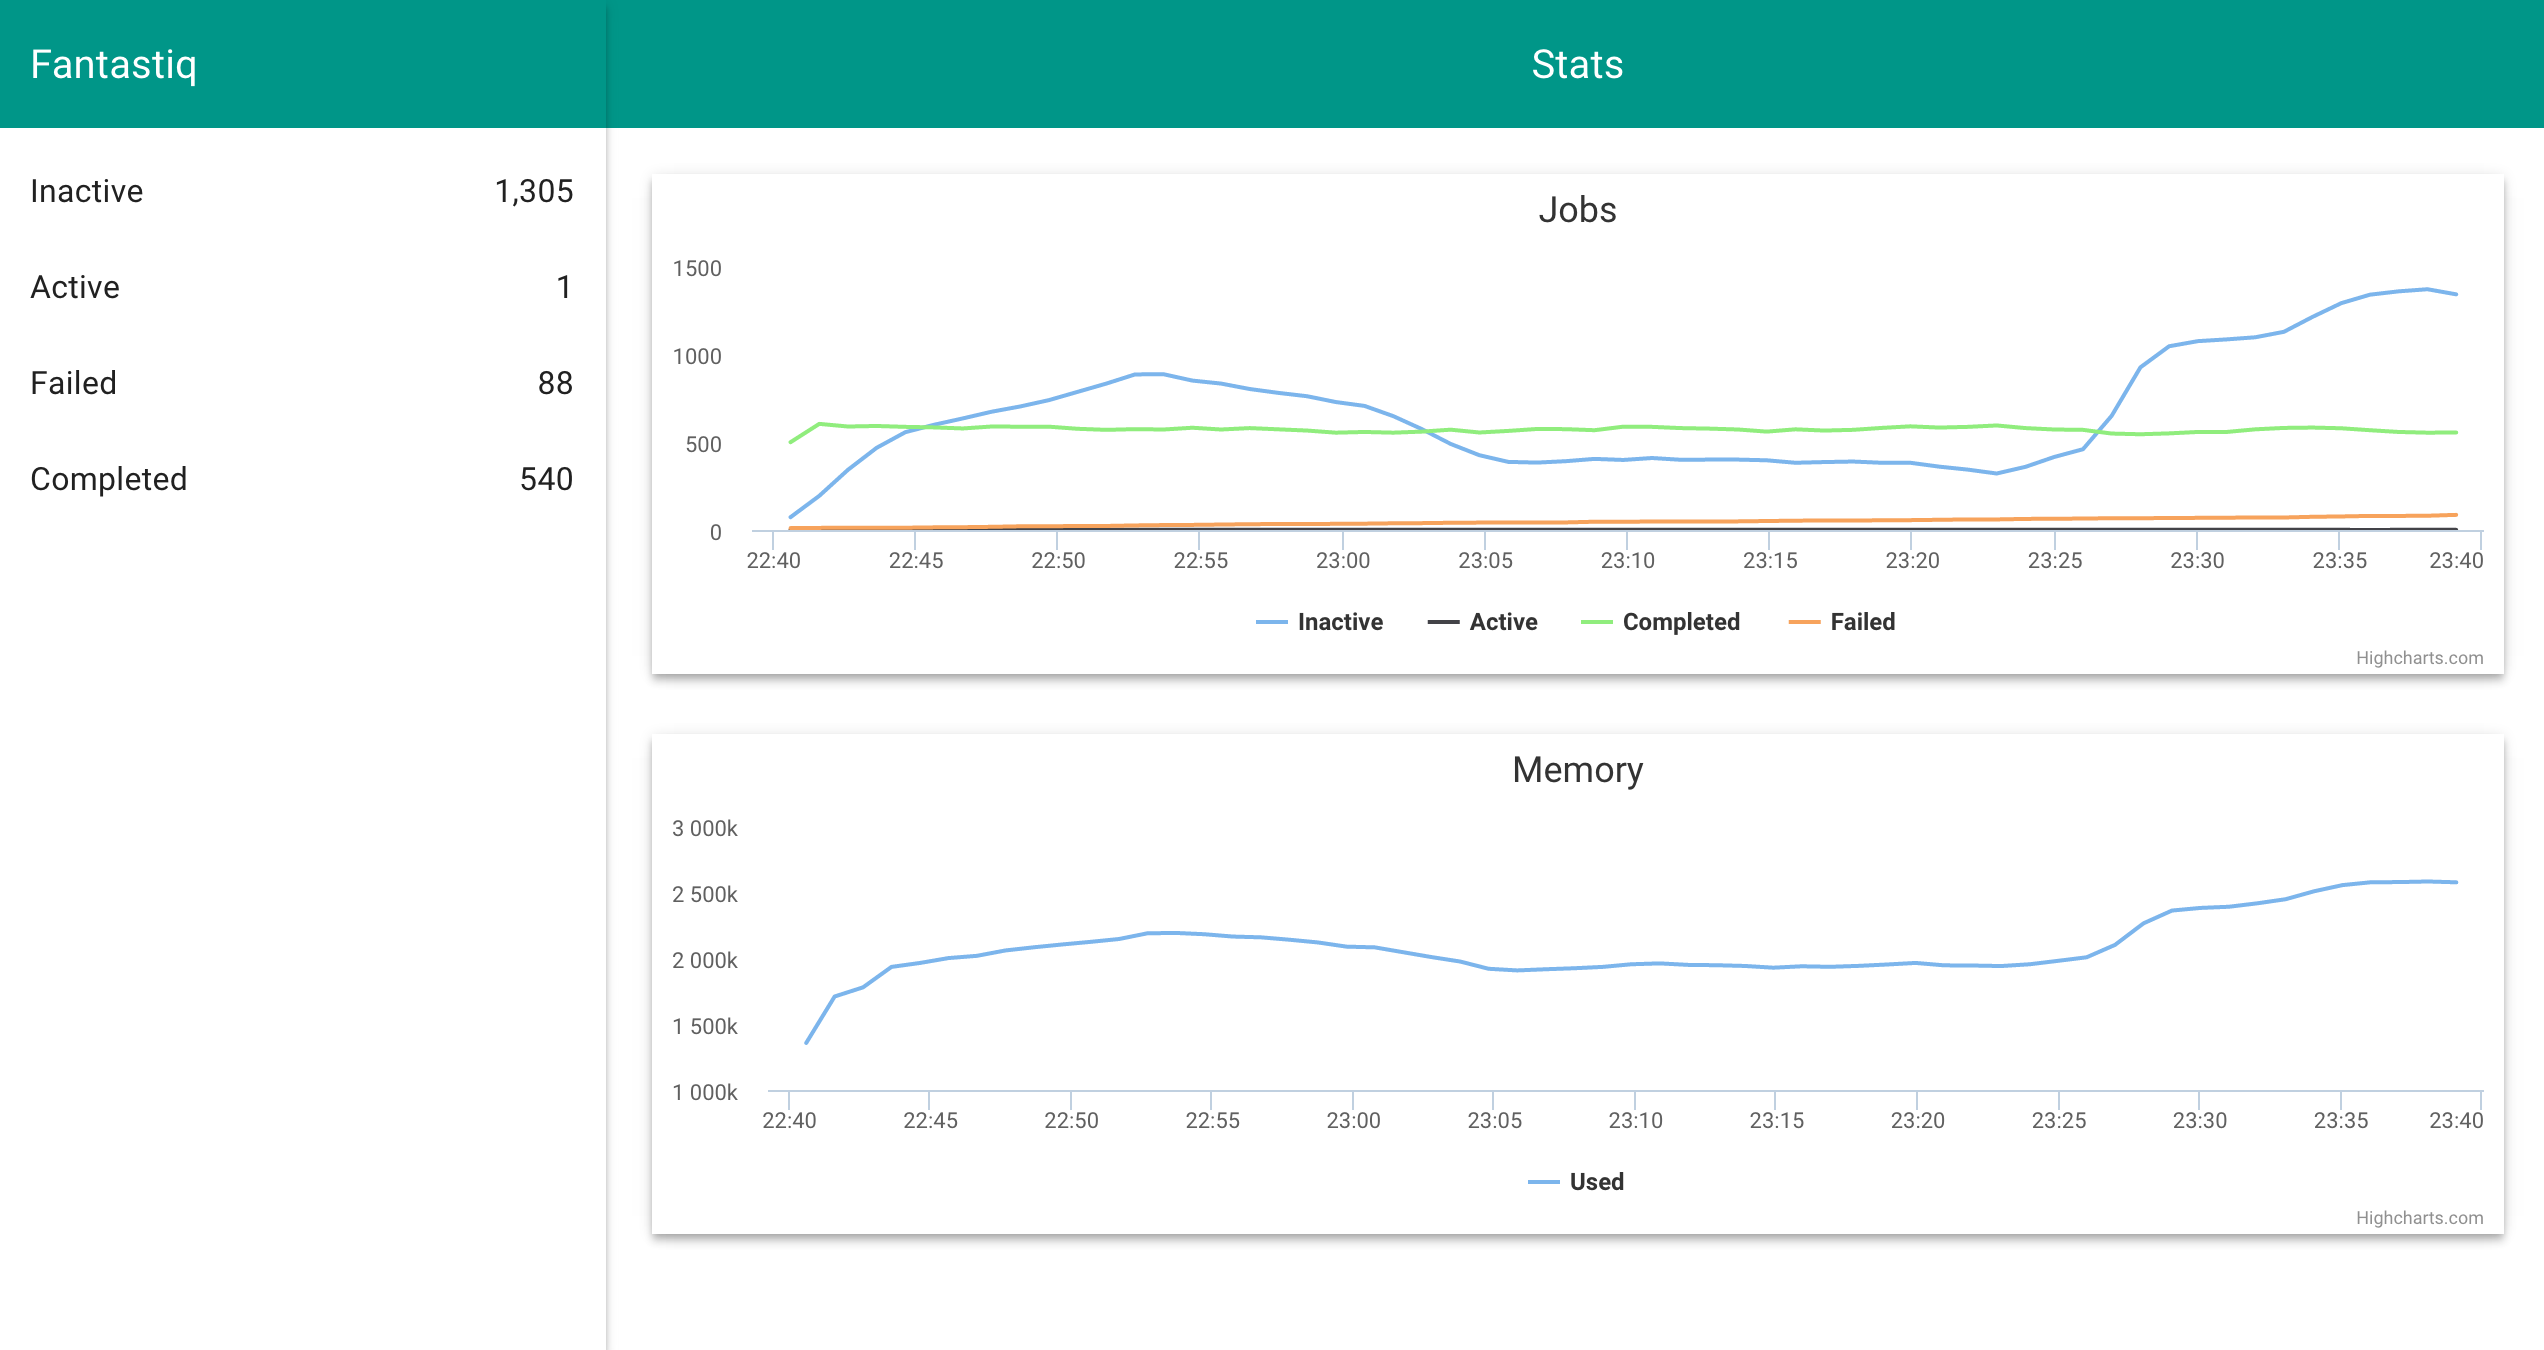 Fantastiq
Stats
Inactive 1,305
Active 1
Failed 88
Completed 540
Jobs
1500
1000
500
0
22:40 22:45 22:50 22:55 23:00 23:05 23:10 23:15 23:20 23:25 23:30 23:35 23:40
Inactive Active Completed Failed
Highcharts.com
Memory
3 000k
2 500k
2 000k
1 500k
1 000k
22:40 22:45 22:50 22:55 23:00 23:05 23:10 23:15 23:20 23:25 23:30 23:35 23:40
Used
Highcharts.com